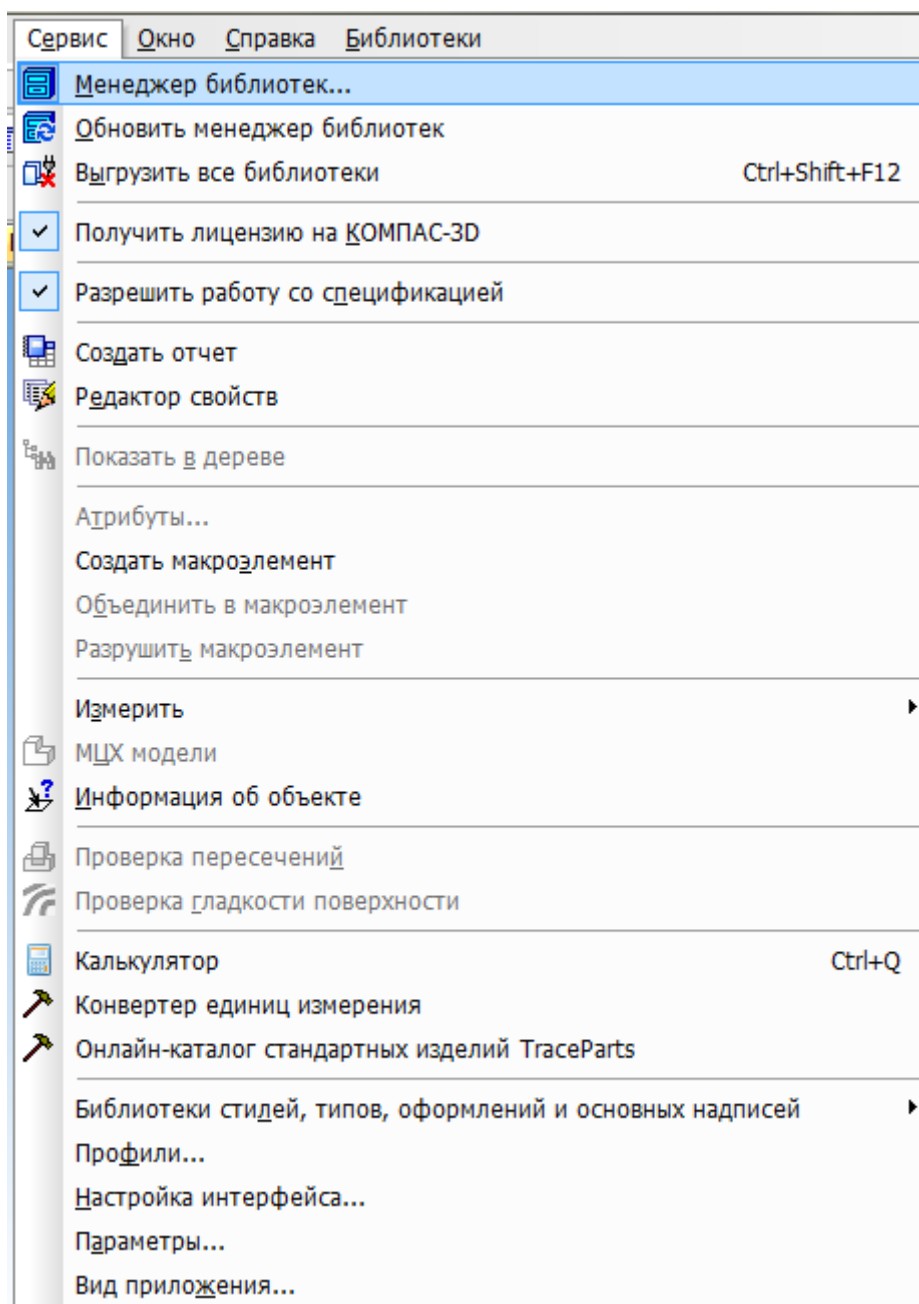 Сервис Окно Справка Библиотеки
Менеджер библиотек...
Обновить менеджер библиотек
Выгрузить все библиотеки Ctrl+Shift+F12
Получить лицензию на КОМПАС-3D
Разрешить работу со спецификацией
Создать отчет
Редактор свойств
Показать в дереве
Атрибуты...
Создать макроэлемент
Объединить в макроэлемент
Разрушить макроэлемент
Измерить
МЦХ модели
Информация об объекте
Проверка пересечений
Проверка гладкости поверхности
Калькулятор Ctrl+Q
Конвертер единиц измерения
Онлайн-каталог стандартных изделий TraceParts
Библиотеки стилей, типов, оформлений и основных надписей
Профили...
Настройка интерфейса...
Параметры...
Вид приложения...